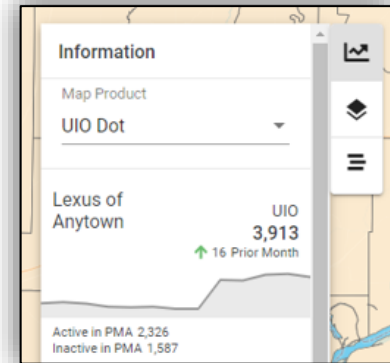 Information
Map Product
UIO Dot
Lexus of
Anytown
UIO
3,913
↑ 16 Prior Month
Active in PMA 2,326
Inactive in PMA 1,587